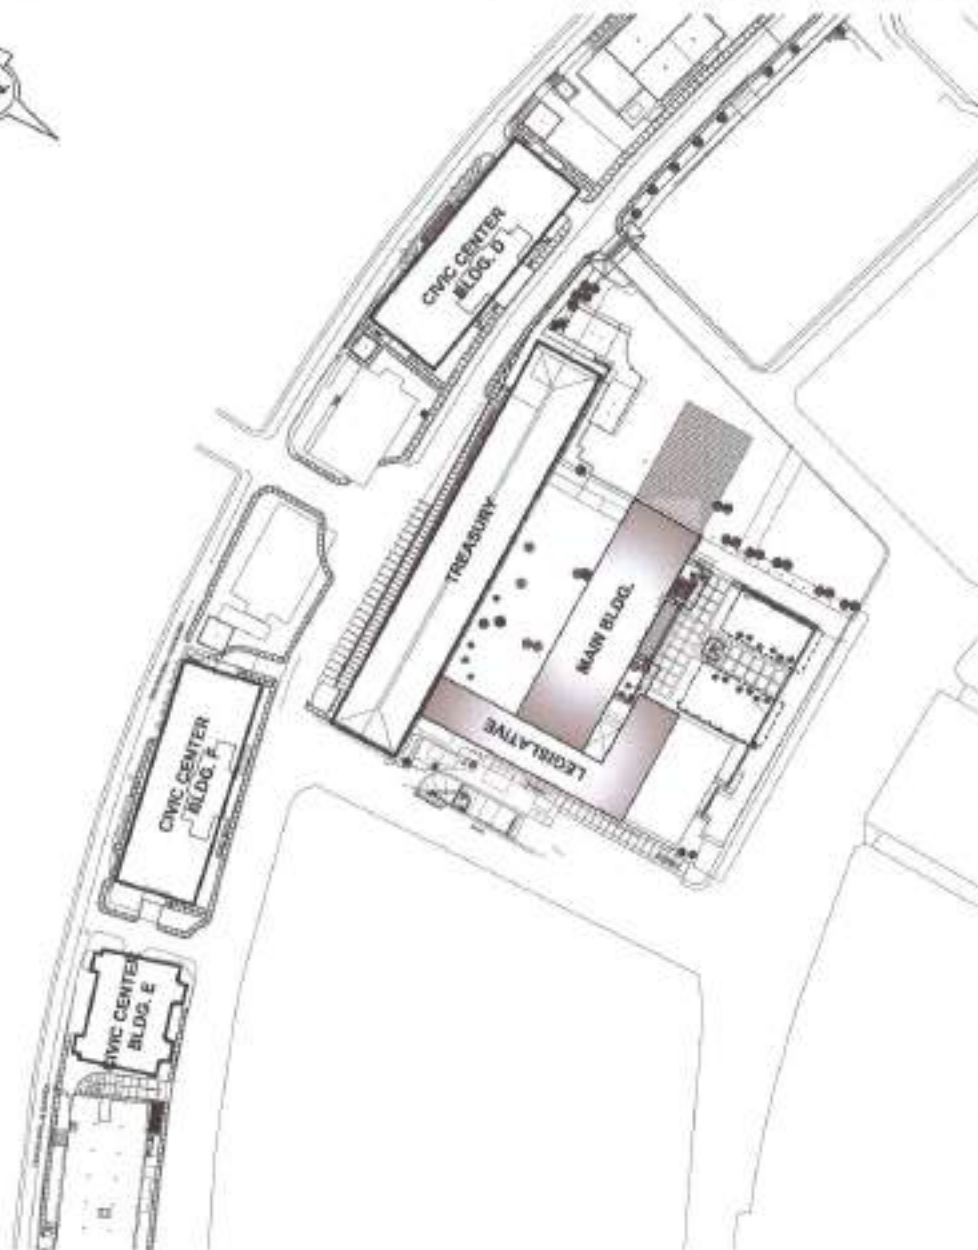 CIVIC CENTER
BLDG. D
TREASURY
MAIN BLDG.
LEGISLATIVE
CIVIC CENTER
BLDG. F
CIVIC CENTER
BLDG. E